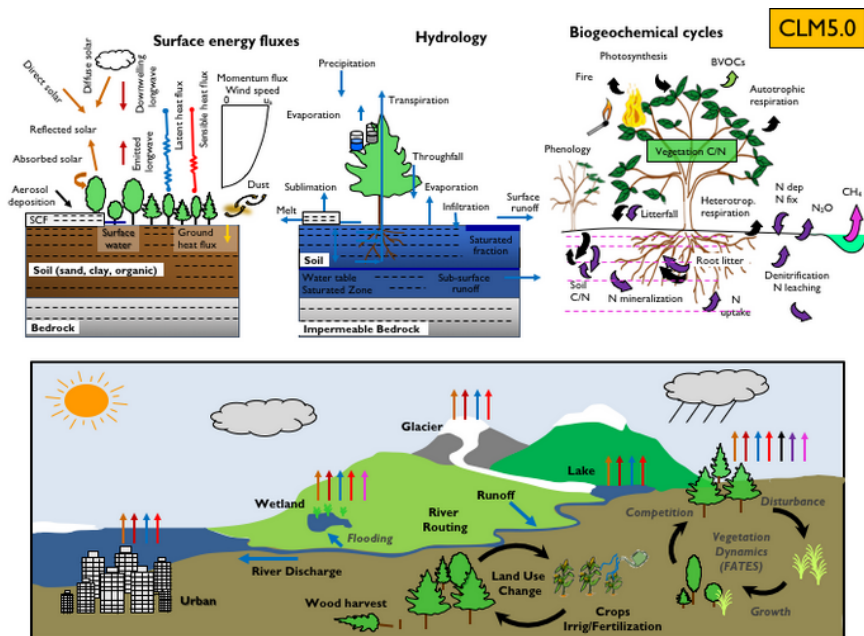 CLM5.0
Surface energy fluxes
Direct solar
Diffuse solar
Downwelling
longwave
Latent heat flux
Sensible heat flux
Momentum flux
Wind speed
0
Reflected solar
Emitted
longwave
Absorbed solar
Aerosol
deposition
Dust
SCF
Surface
water
Ground
heat flux
Soil (sand, clay, organic)
Bedrock
Hydrology
Precipitation
Transpiration
Evaporation
Throughfall
Sublimation
Evaporation
Melt
Infiltration
Surface
runoff
Soil
Saturated
fraction
Water table
Saturated Zone
Sub-surface
runoff
Impermeable Bedrock
Biogeochemical cycles
Photosynthesis
BVOCs
Fire
Autotrophic
respiration
Phenology
Vegetation C/N
CH₄
Heterotrop.
respiration
N dep
N fix
N₂O
Litterfall
Root litter
Denitrification
N leaching
Soil
C/N
N mineralization
N
uptake
Glacier
Lake
Wetland
Runoff
River
Routing
Flooding
River Discharge
Urban
Wood harvest
Land Use
Change
Crops
Irrig/Fertilization
Competition
Disturbance
Vegetation
Dynamics
(FATES)
Growth